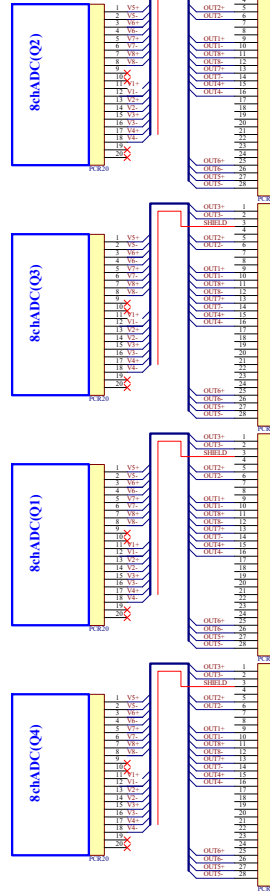 8chADC(Q2)
1 V5+
2 V5-
3 V6+
4 V6-
5 V7+
6 V7-
7 V8+
8 V8-
9
10
11 V1+
12 V1-
13 V2+
14 V2-
15 V3+
16 V3-
17 V4+
18 V4-
19
20
PCR20
4
OUT2+ 5
OUT2- 6
7
8
OUT1+ 9
OUT1- 10
OUT8+ 11
OUT8- 12
OUT7+ 13
OUT7- 14
OUT4+ 15
OUT4- 16
17
18
19
20
21
22
23
24
OUT6+ 25
OUT6- 26
OUT5+ 27
OUT5- 28
PCR
8chADC(Q3)
1 V5+
2 V5-
3 V6+
4 V6-
5 V7+
6 V7-
7 V8+
8 V8-
9
10
11 V1+
12 V1-
13 V2+
14 V2-
15 V3+
16 V3-
17 V4+
18 V4-
19
20
PCR20
OUT3+ 1
OUT3- 2
SHIELD 3
4
OUT2+ 5
OUT2- 6
7
8
OUT1+ 9
OUT1- 10
OUT8+ 11
OUT8- 12
OUT7+ 13
OUT7- 14
OUT4+ 15
OUT4- 16
17
18
19
20
21
22
23
24
OUT6+ 25
OUT6- 26
OUT5+ 27
OUT5- 28
PCR
8chADC(Q1)
1 V5+
2 V5-
3 V6+
4 V6-
5 V7+
6 V7-
7 V8+
8 V8-
9
10
11 V1+
12 V1-
13 V2+
14 V2-
15 V3+
16 V3-
17 V4+
18 V4-
19
20
PCR20
OUT3+ 1
OUT3- 2
SHIELD 3
4
OUT2+ 5
OUT2- 6
7
8
OUT1+ 9
OUT1- 10
OUT8+ 11
OUT8- 12
OUT7+ 13
OUT7- 14
OUT4+ 15
OUT4- 16
17
18
19
20
21
22
23
24
OUT6+ 25
OUT6- 26
OUT5+ 27
OUT5- 28
PCR
8chADC(Q4)
1 V5+
2 V5-
3 V6+
4 V6-
5 V7+
6 V7-
7 V8+
8 V8-
9
10
11 V1+
12 V1-
13 V2+
14 V2-
15 V3+
16 V3-
17 V4+
18 V4-
19
20
PCR20
OUT3+ 1
OUT3- 2
SHIELD 3
4
OUT2+ 5
OUT2- 6
7
8
OUT1+ 9
OUT1- 10
OUT8+ 11
OUT8- 12
OUT7+ 13
OUT7- 14
OUT4+ 15
OUT4- 16
17
18
19
20
21
22
23
24
OUT6+ 25
OUT6- 26
OUT5+ 27
OUT5- 28
PCR